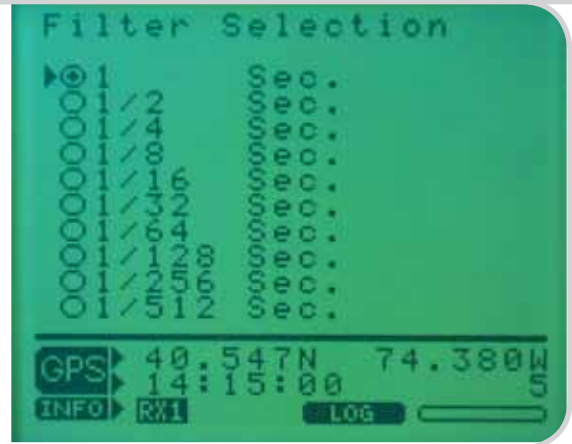 Filter Selection
1 Sec.
1/2 Sec.
1/4 Sec.
1/8 Sec.
1/16 Sec.
1/32 Sec.
1/64 Sec.
1/128 Sec.
1/256 Sec.
1/512 Sec.
GPS 40.547N 74.380W
14:15:00 5
INFO RX1 LOG